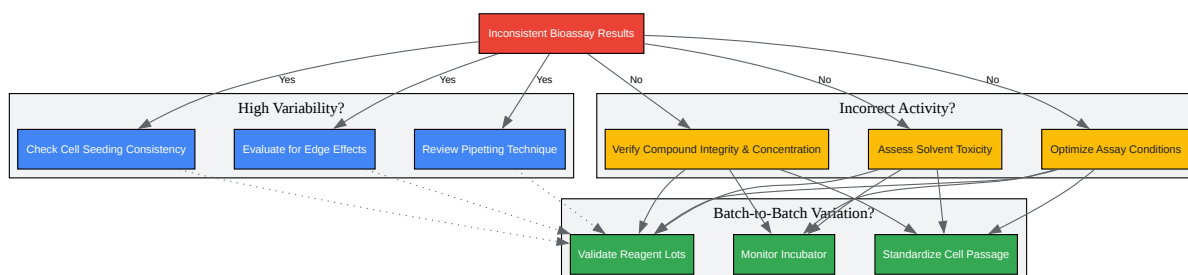 Inconsistent Bioassay Results
Yes
Yes
Yes
No
No
No
High Variability?
Incorrect Activity?
Check Cell Seeding Consistency
Evaluate for Edge Effects
Review Pipetting Technique
Verify Compound Integrity & Concentration
Assess Solvent Toxicity
Optimize Assay Conditions
Batch-to-Batch Variation?
Validate Reagent Lots
Monitor Incubator
Standardize Cell Passage